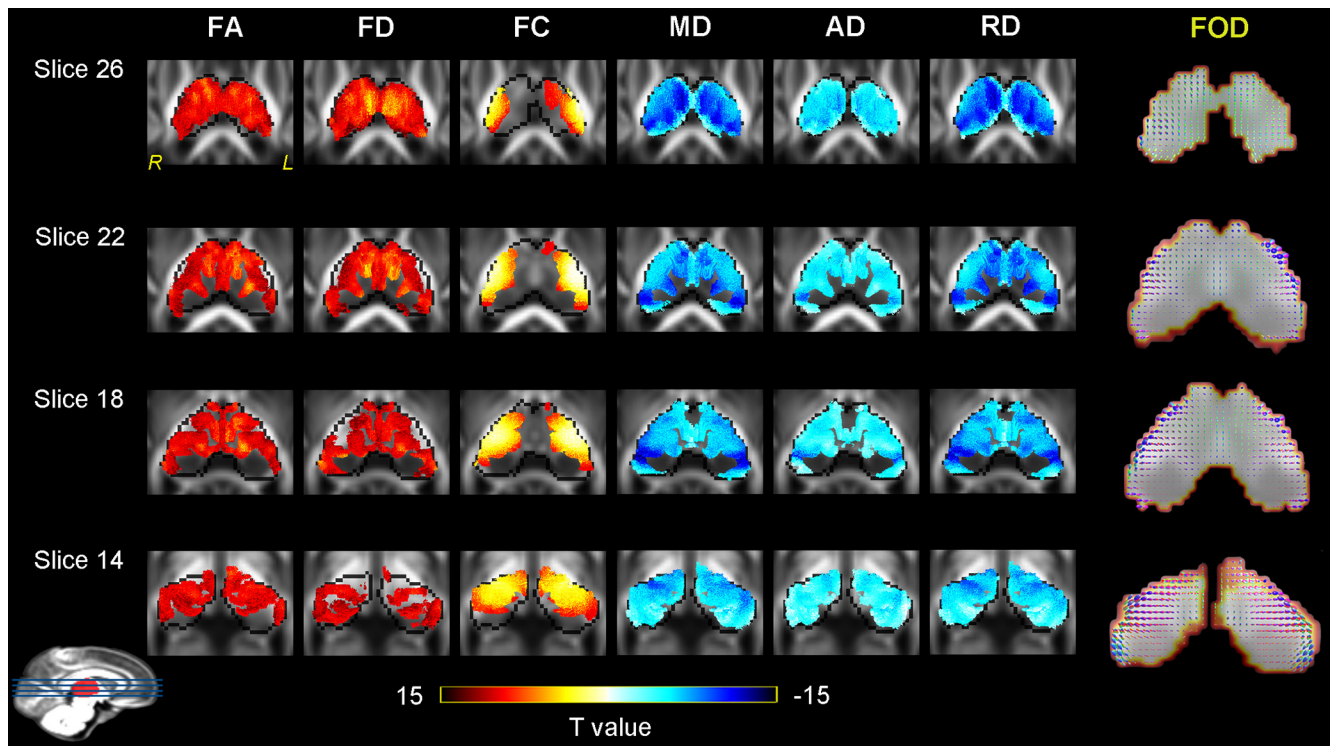 FA FD FC MD AD RD FOD
Slice 26
R L
Slice 22
Slice 18
Slice 14
15 -15
T value